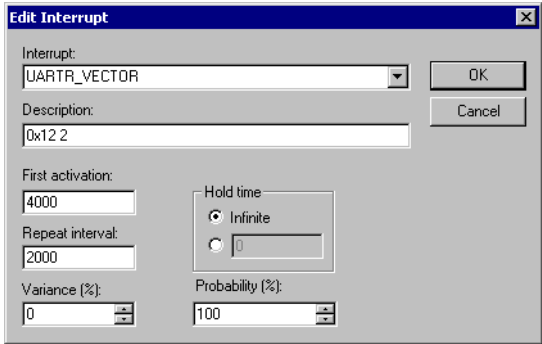 Edit Interrupt
Interrupt:
UARTR_VECTOR
OK
Description:
Cancel
0x12 2
First activation:
4000
Hold time
Infinite
Repeat interval:
0
2000
Variance (%):
Probability (%):
0
100